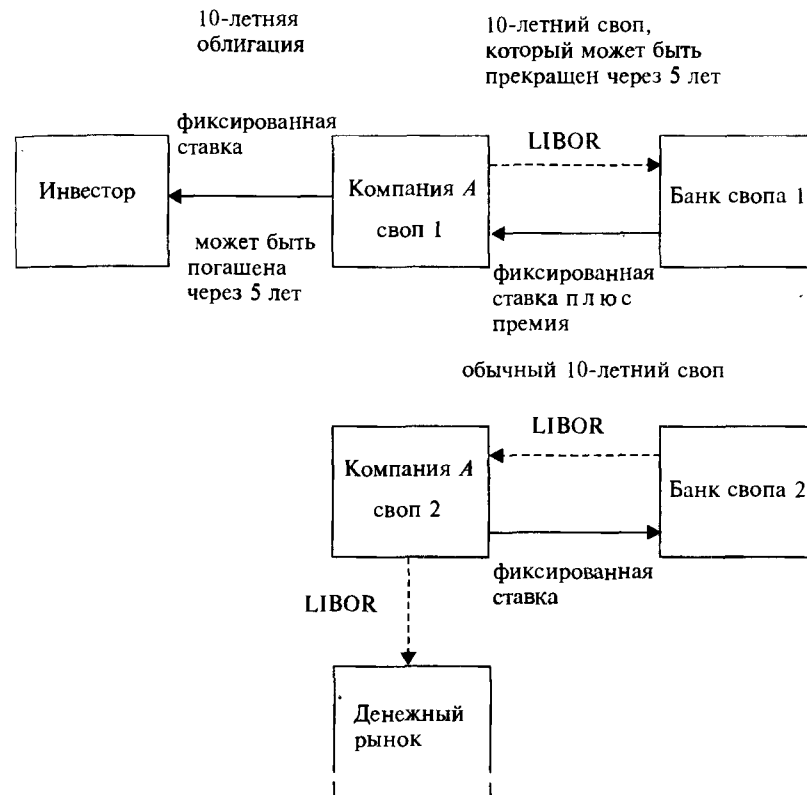 10-летняя
облигация
10-летний своп,
который может быть
прекращен через 5 лет
фиксированная
ставка
LIBOR
Инвестор
Компания A
своп 1
Банк свопа 1
может быть
погашена
через 5 лет
фиксированная
ставка плюс
премия
обычный 10-летний своп
LIBOR
Компания A
своп 2
Банк свопа 2
фиксированная
ставка
LIBOR
Денежный
рынок